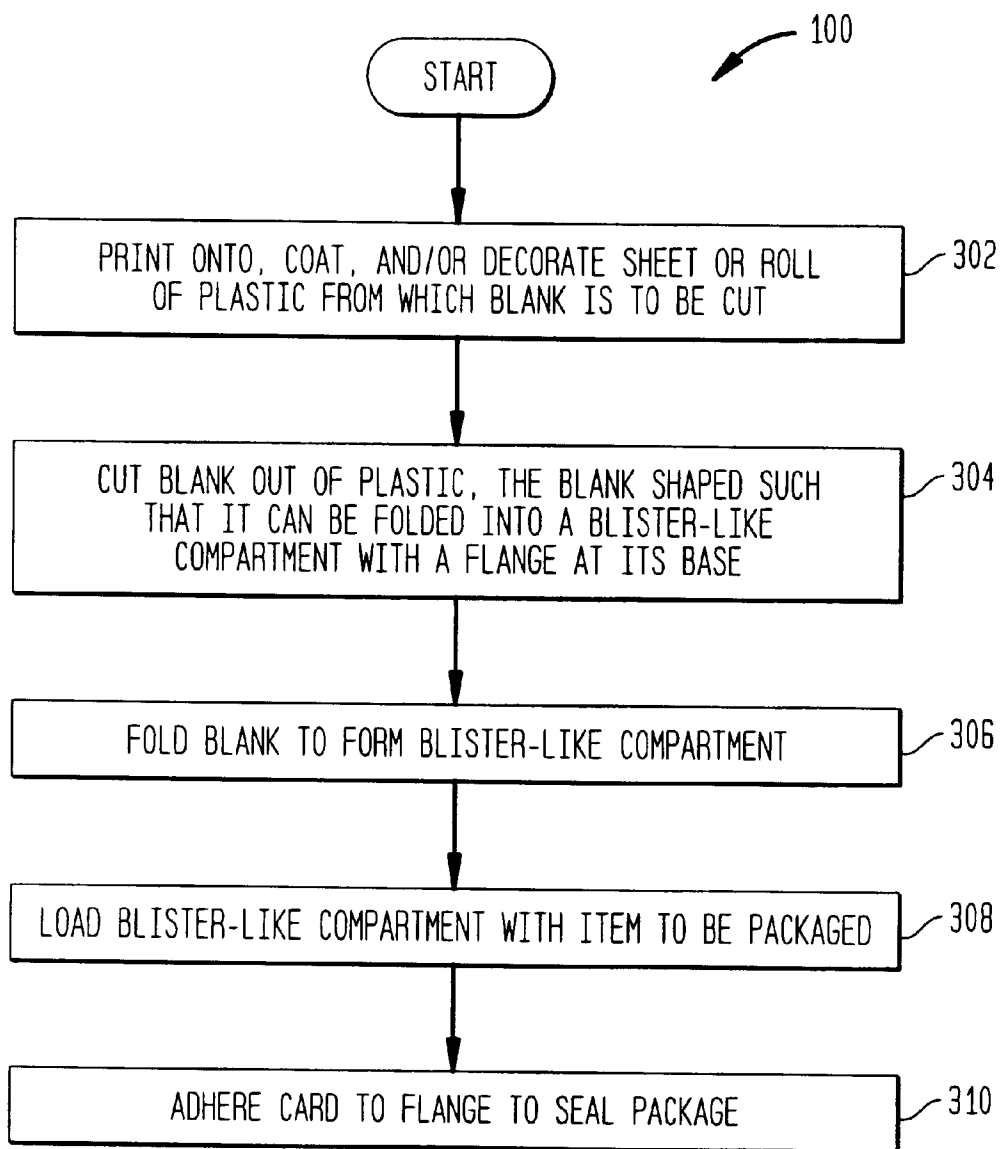 100
START
PRINT ONTO, COAT, AND/OR DECORATE SHEET OR ROLL
OF PLASTIC FROM WHICH BLANK IS TO BE CUT
302
CUT BLANK OUT OF PLASTIC, THE BLANK SHAPED SUCH
THAT IT CAN BE FOLDED INTO A BLISTER-LIKE
COMPARTMENT WITH A FLANGE AT ITS BASE
304
FOLD BLANK TO FORM BLISTER-LIKE COMPARTMENT
306
LOAD BLISTER-LIKE COMPARTMENT WITH ITEM TO BE PACKAGED
308
ADHERE CARD TO FLANGE TO SEAL PACKAGE
310